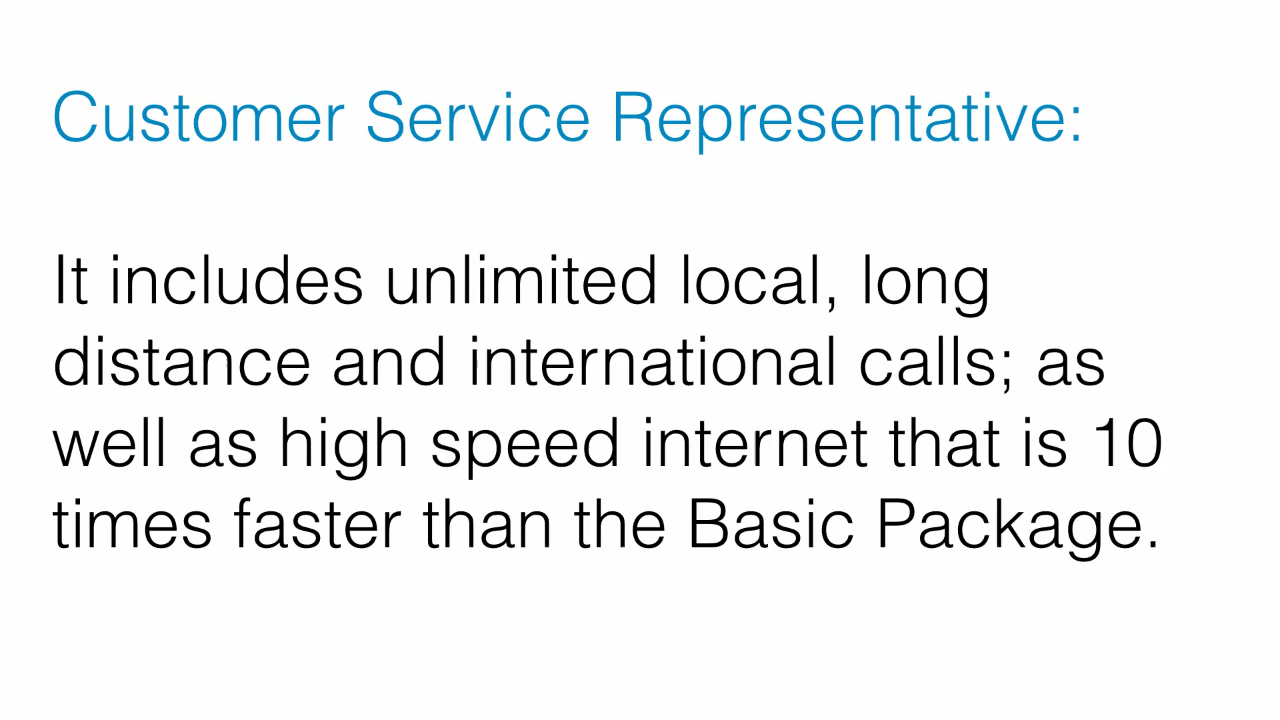 Customer Service Representative:
It includes unlimited local, long
distance and international calls; as
well as high speed internet that is 10
times faster than the Basic Package.